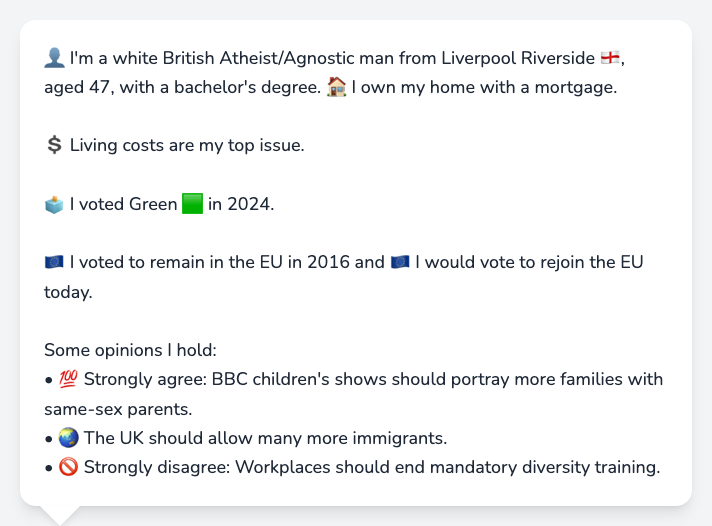 👤 I'm a white British Atheist/Agnostic man from Liverpool Riverside 🏴󠁧󠁢󠁥󠁮󠁧󠁿,
aged 47, with a bachelor's degree. 🏠 I own my home with a mortgage.
💲 Living costs are my top issue.
🗳️ I voted Green 🟩 in 2024.
🇪🇺 I voted to remain in the EU in 2016 and 🇪🇺 I would vote to rejoin the EU
today.
Some opinions I hold:
• 💯 Strongly agree: BBC children's shows should portray more families with
same-sex parents.
• 🌏 The UK should allow many more immigrants.
• 🚫 Strongly disagree: Workplaces should end mandatory diversity training.